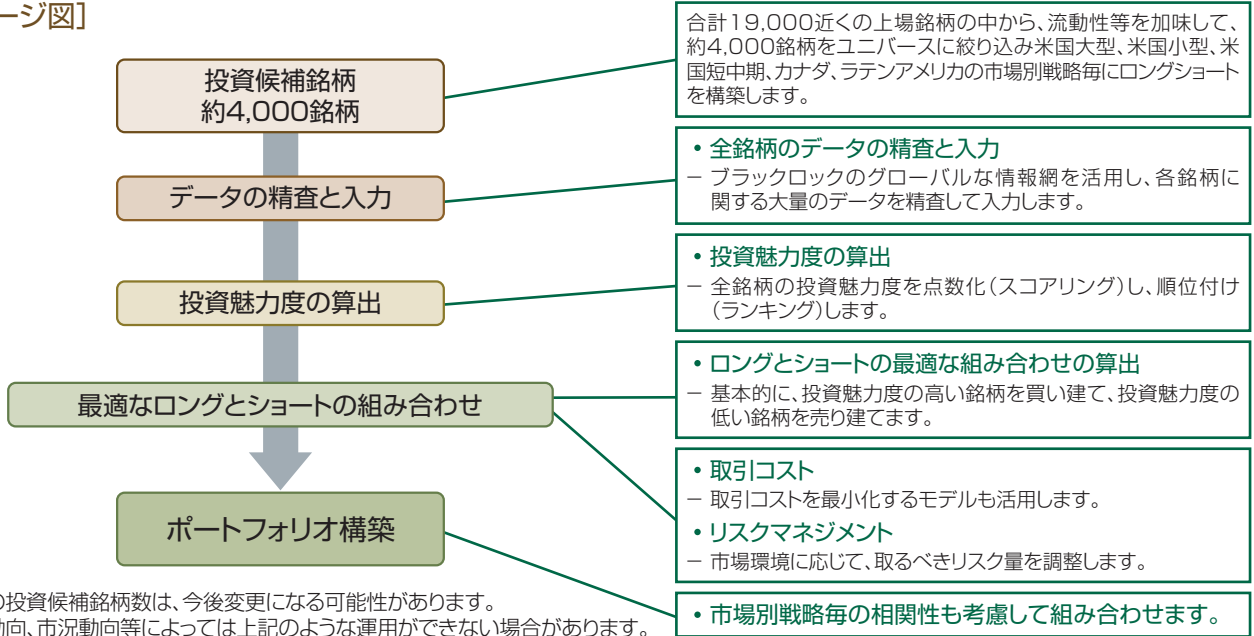 ージ図］
投資候補銘柄
約4,000銘柄
合計19,000近くの上場銘柄の中から、流動性等を加味して、
約4,000銘柄をユニバースに絞り込み米国大型、米国小型、米
国短中期、カナダ、ラテンアメリカの市場別戦略毎にロングショート
を構築します。
データの精査と入力
・全銘柄のデータの精査と入力
－ ブラックロックのグローバルな情報網を活用し、各銘柄に
関する大量のデータを精査して入力します。
投資魅力度の算出
・投資魅力度の算出
－ 全銘柄の投資魅力度を点数化（スコアリング）し、順位付け
（ランキング）します。
最適なロングとショートの組み合わせ
・ロングとショートの最適な組み合わせの算出
－ 基本的に、投資魅力度の高い銘柄を買い建て、投資魅力度の
低い銘柄を売り建てます。
・取引コスト
－ 取引コストを最小化するモデルも活用します。
・リスクマネジメント
－ 市場環境に応じて、取るべきリスク量を調整します。
ポートフォリオ構築
・市場別戦略毎の相関性も考慮して組み合わせます。
の投資候補銘柄数は、今後変更になる可能性があります。
動向、市況動向等によっては上記のような運用ができない場合があります。